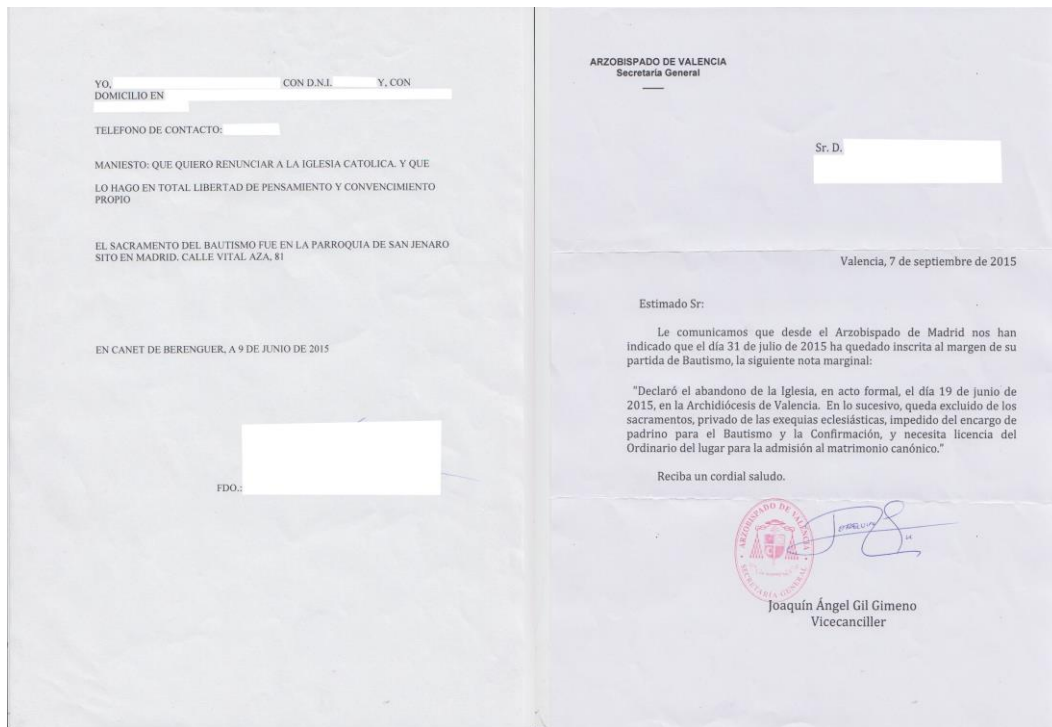 YO, CON D.N.I. Y, CON
DOMICILIO EN
TELEFONO DE CONTACTO:
MANIESTO: QUE QUIERO RENUNCIAR A LA IGLESIA CATOLICA. Y QUE
LO HAGO EN TOTAL LIBERTAD DE PENSAMIENTO Y CONVENCIMIENTO
PROPIO
EL SACRAMENTO DEL BAUTISMO FUE EN LA PARROQUIA DE SAN JENARO
SITO EN MADRID. CALLE VITAL AZA, 81
EN CANET DE BERENGUER, A 9 DE JUNIO DE 2015
FDO.:
ARZOBISPADO DE VALENCIA
Secretaría General
Sr. D.
Valencia, 7 de septiembre de 2015
Estimado Sr:
Le comunicamos que desde el Arzobispado de Madrid nos han
indicado que el día 31 de julio de 2015 ha quedado inscrita al margen de su
partida de Bautismo, la siguiente nota marginal:
"Declaró el abandono de la Iglesia, en acto formal, el día 19 de junio de
2015, en la Archidiócesis de Valencia. En lo sucesivo, queda excluido de los
sacramentos, privado de las exequias eclesiásticas, impedido del encargo de
padrino para el Bautismo y la Confirmación, y necesita licencia del
Ordinario del lugar para la admisión al matrimonio canónico."
Reciba un cordial saludo.
ARZOBISPADO DE VALENCIA
SECRETARÍA GENERAL
Joaquín Ángel Gil Gimeno
Vicecanciller